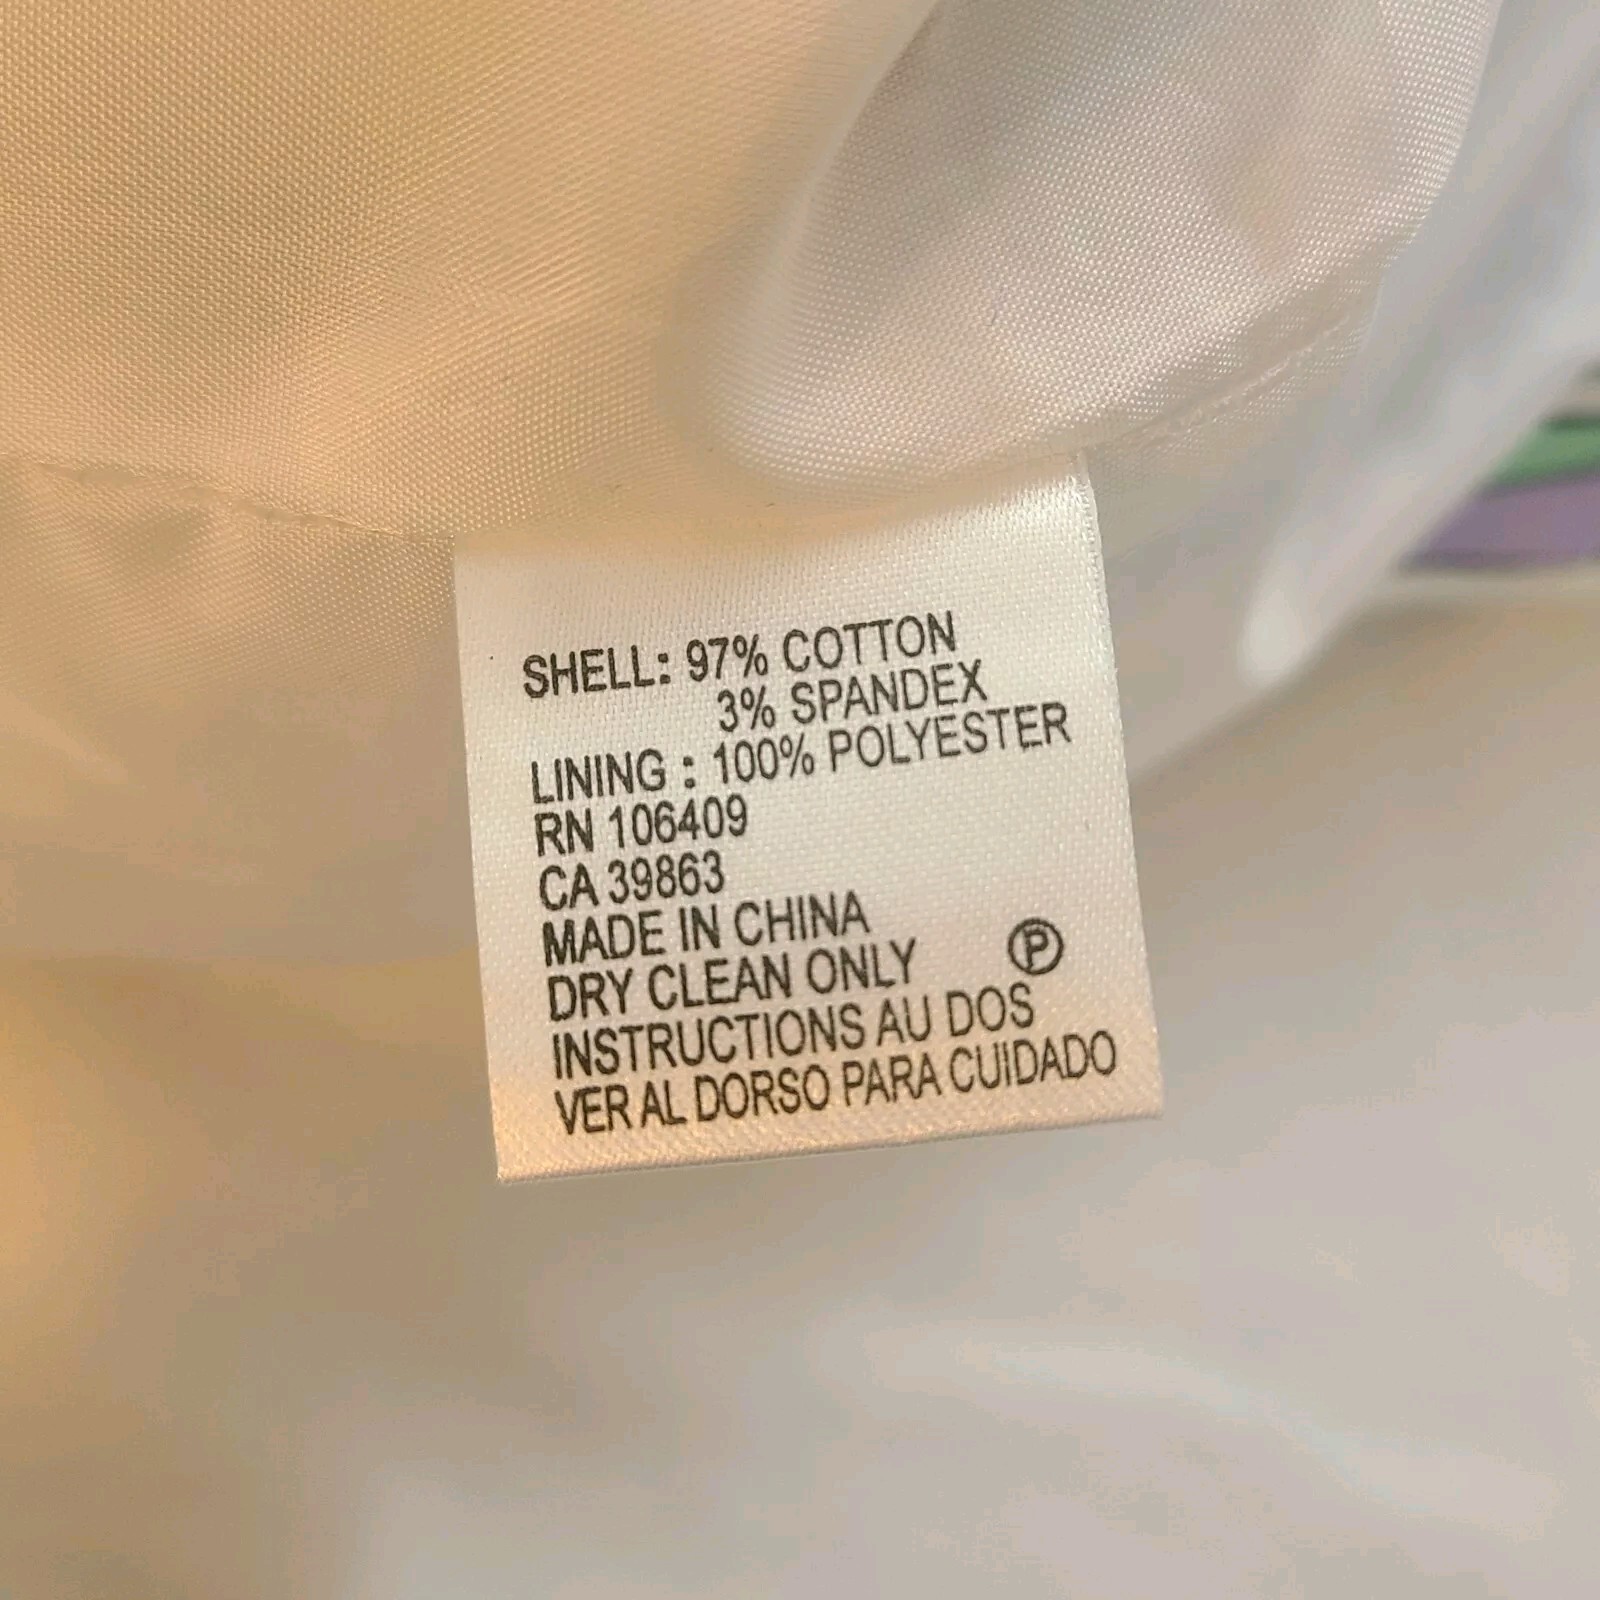 SHELL: 97% COTTON
3% SPANDEX
LINING : 100% POLYESTER
RN 106409
CA 39863
MADE IN CHINA
DRY CLEAN ONLY Ⓟ
INSTRUCTIONS AU DOS
VER AL DORSO PARA CUIDADO